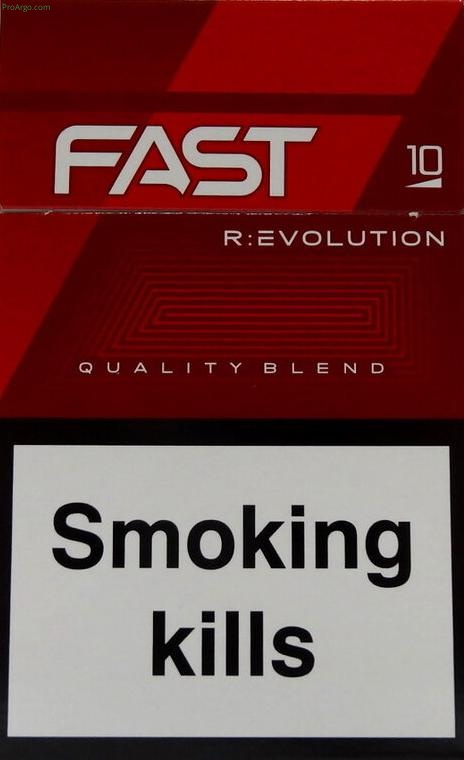 ProArgo.com
FAST
10
R:EVOLUTION
QUALITY BLEND
Smoking
kills